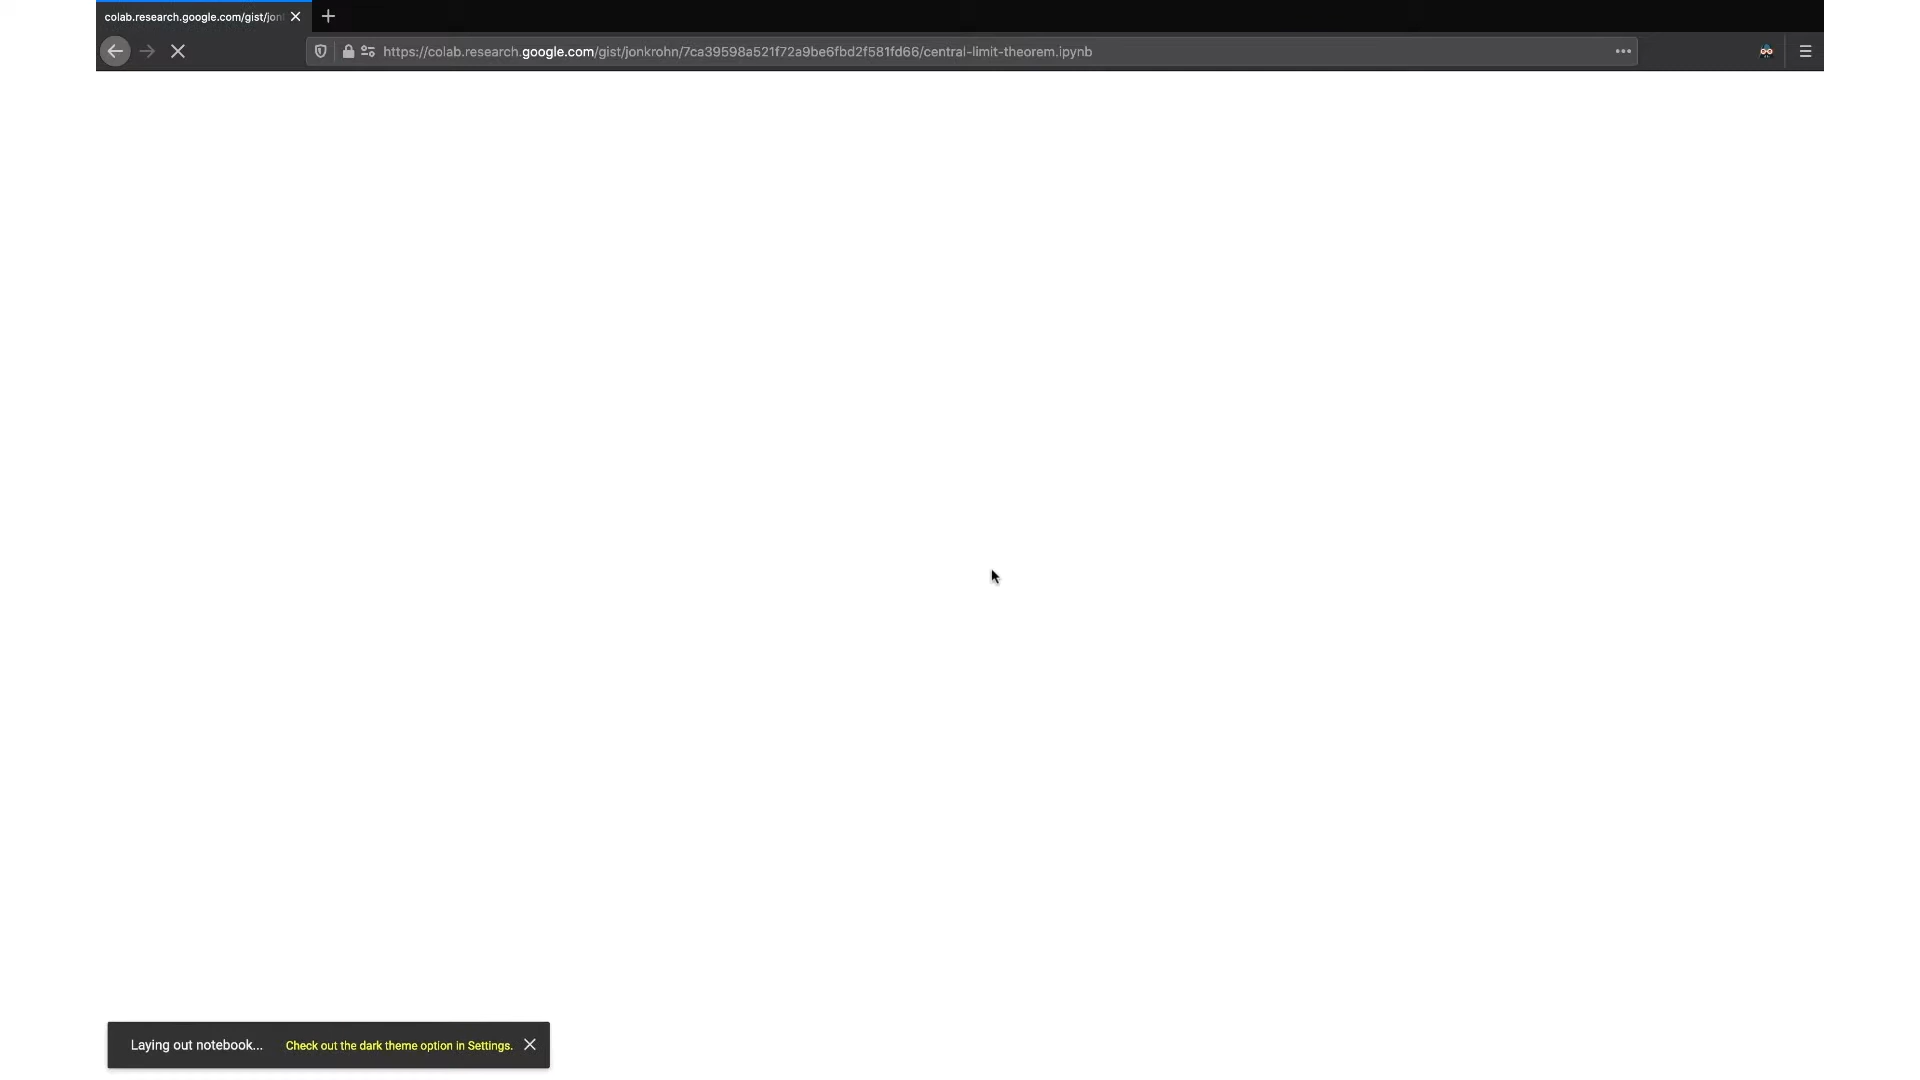 colab.research.google.com/gist/jon
https://colab.research.google.com/gist/jonkrohn/7ca39598a521f72a9be6fbd2f581fd66/central-limit-theorem.ipynb
Laying out notebook... Check out the dark theme option in Settings.